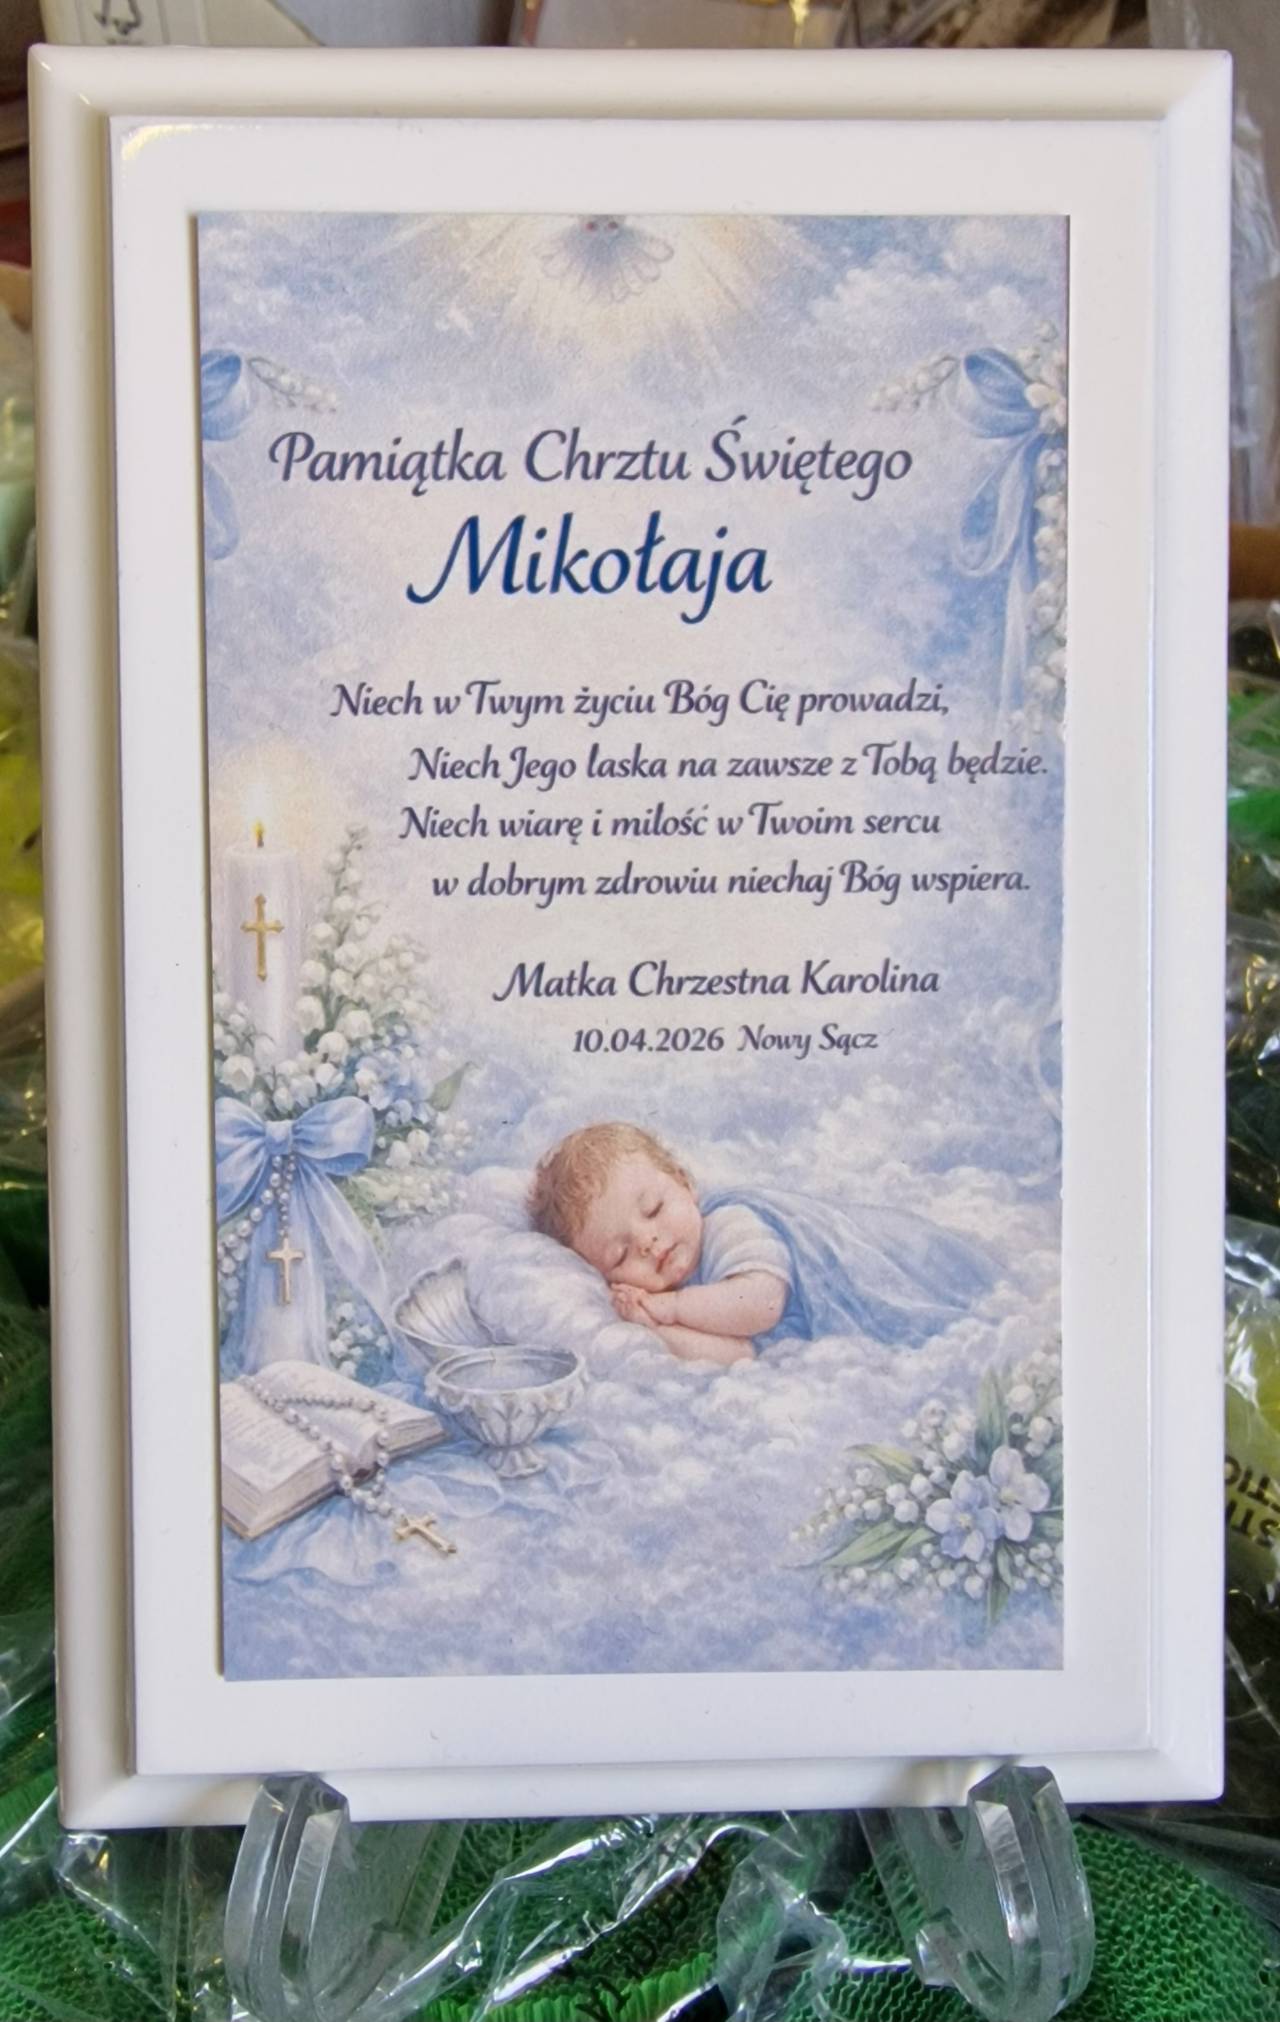 Pamiątka Chrztu Świętego
Mikołaja
Niech w Twym życiu Bóg Cię prowadzi,
Niech Jego łaska na zawsze z Tobą będzie.
Niech wiarę i miłość w Twoim sercu
w dobrym zdrowiu niechaj Bóg wspiera.
Matka Chrzestna Karolina
10.04.2026 Nowy Sącz